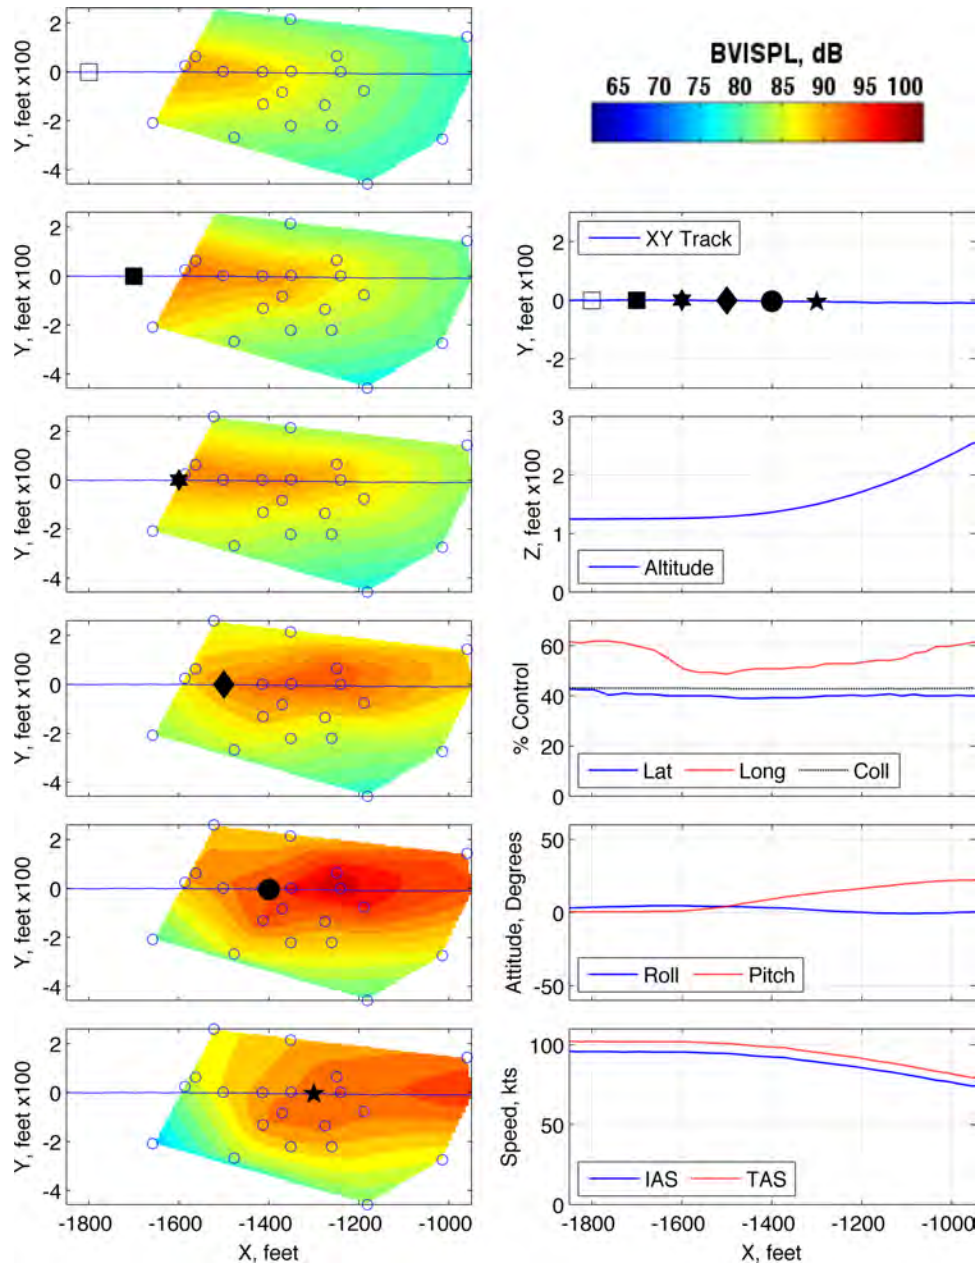 2
0
-2
-4
Y, feet x100
BVISPL, dB
65 70 75 80 85 90 95 100
2
0
-2
-4
Y, feet x100
2
0
-2
Y, feet x100
XY Track
2
0
-2
-4
Y, feet x100
3
2
1
0
Z, feet x100
Altitude
2
0
-2
-4
Y, feet x100
60
40
20
0
% Control
Lat Long Coll
2
0
-2
-4
Y, feet x100
50
0
-50
Attitude, Degrees
Roll Pitch
2
0
-2
-4
Y, feet x100
-1800 -1600 -1400 -1200 -1000
X, feet
100
50
0
Speed, kts
IAS TAS
-1800 -1600 -1400 -1200 -1000
X, feet